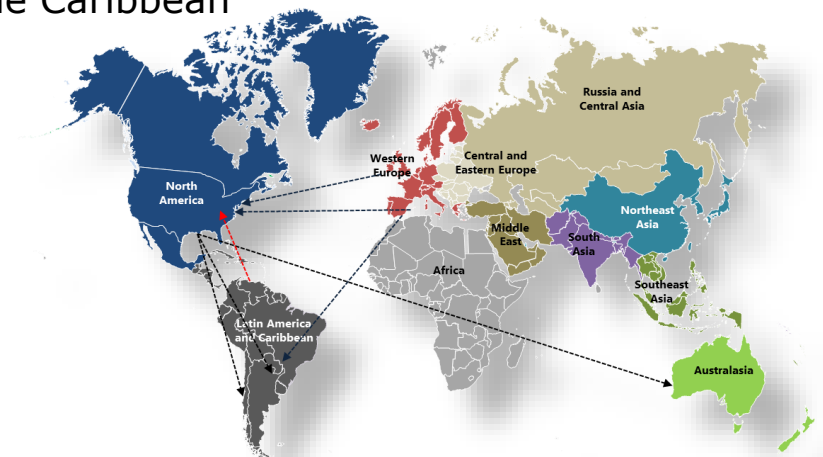 e Caribbean
Russia and
Central Asia
Western
Europe
Central and
Eastern Europe
North
America
Northeast
Asia
Middle
East
South
Asia
Africa
Southeast
Asia
Latin America
and Caribbean
Australasia